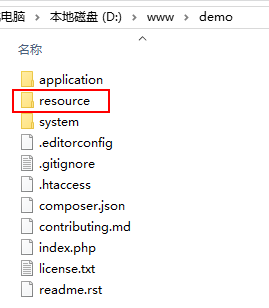 电脑 > 本地磁盘 (D:) > www > demo
名称
application
resource
system
.editorconfig
.gitignore
.htaccess
composer.json
contributing.md
index.php
license.txt
readme.rst